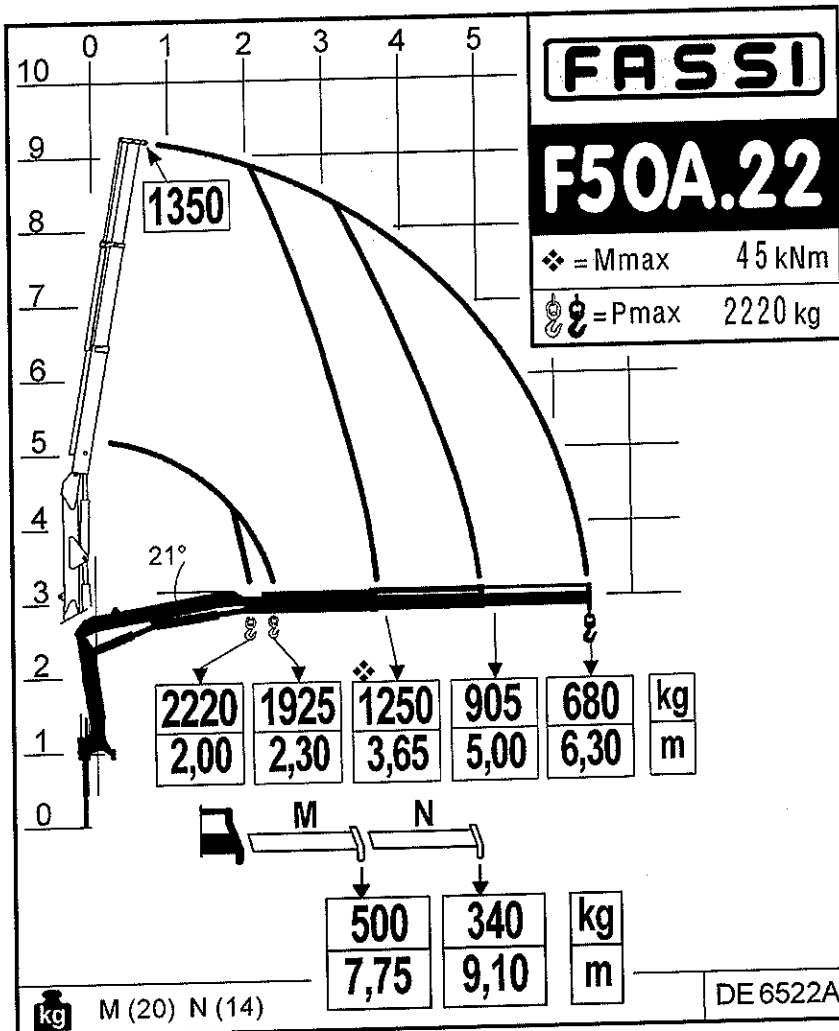 0 1 2 3 4 5
10
9
8
7
6
5
4
3
2
1
0
FASSI
F50A.22
❖ = Mmax 45 kNm
=Pmax 2220 kg
1350
21°
❖
2220 1925 1250 905 680 kg
2,00 2,30 3,65 5,00 6,30 m
M N
500 340 kg
7,75 9,10 m
kg M (20) N (14)
DE 6522A